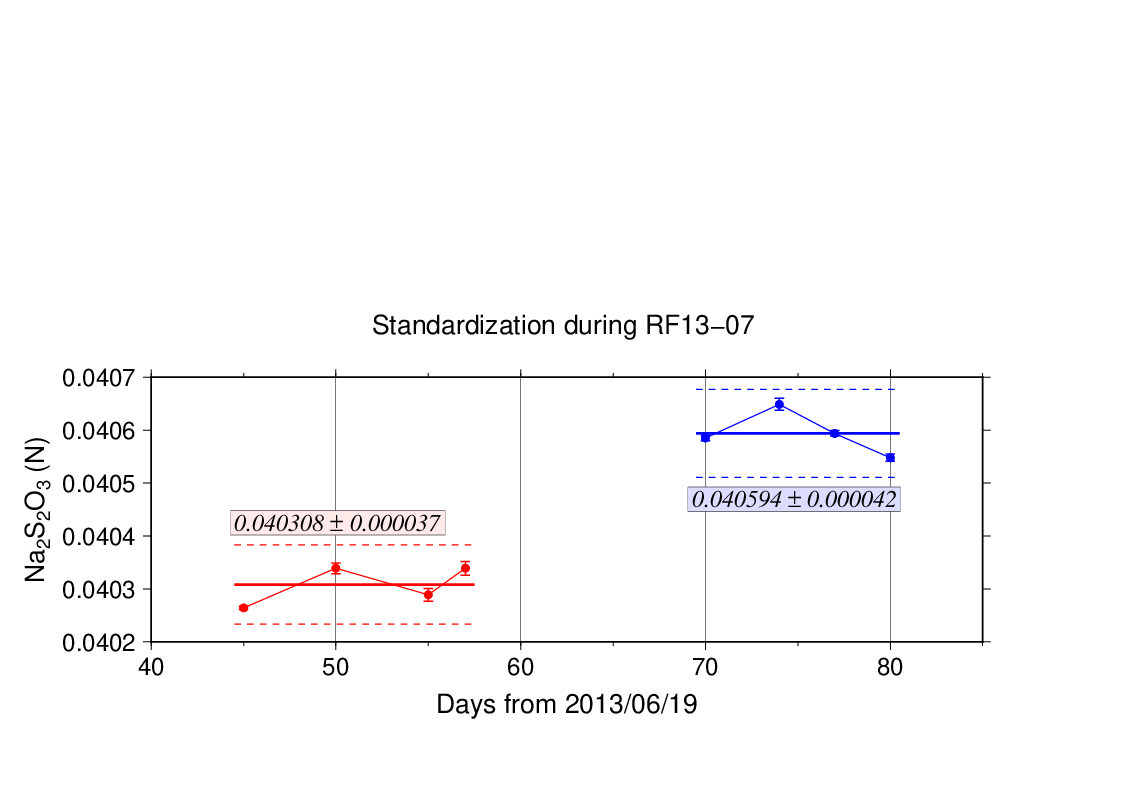 Standardization during RF13−07
0.0407
0.0406
0.0405
0.0404
0.0403
0.0402
Na2S2O3 (N)
0.040594 ± 0.000042
0.040308 ± 0.000037
40 50 60 70 80
Days from 2013/06/19